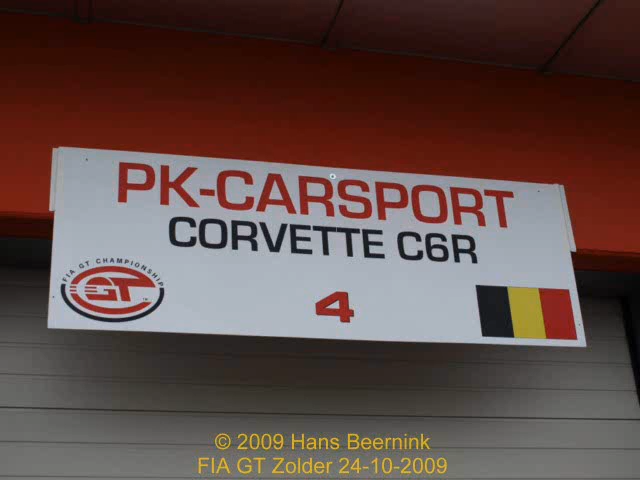 PK-CARSPORT
CORVETTE C6R
FIA GT CHAMPIONSHIP
GT
4
© 2009 Hans Beernink
FIA GT Zolder 24-10-2009